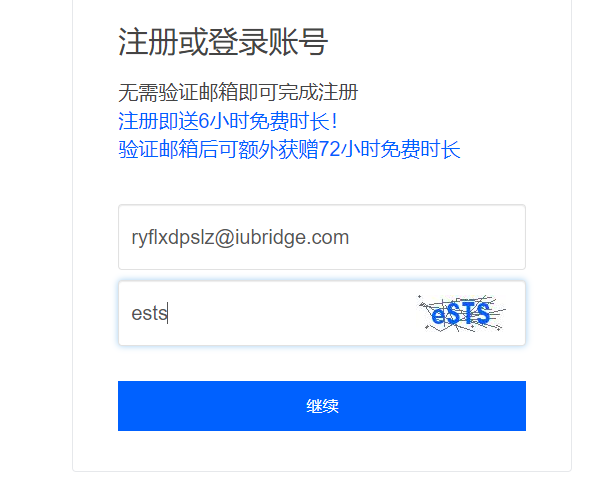 注册或登录账号
无需验证邮箱即可完成注册
注册即送6小时免费时长!
验证邮箱后可额外获赠72小时免费时长
ryflxdpslz@iubridge.com
ests
eSTS
继续